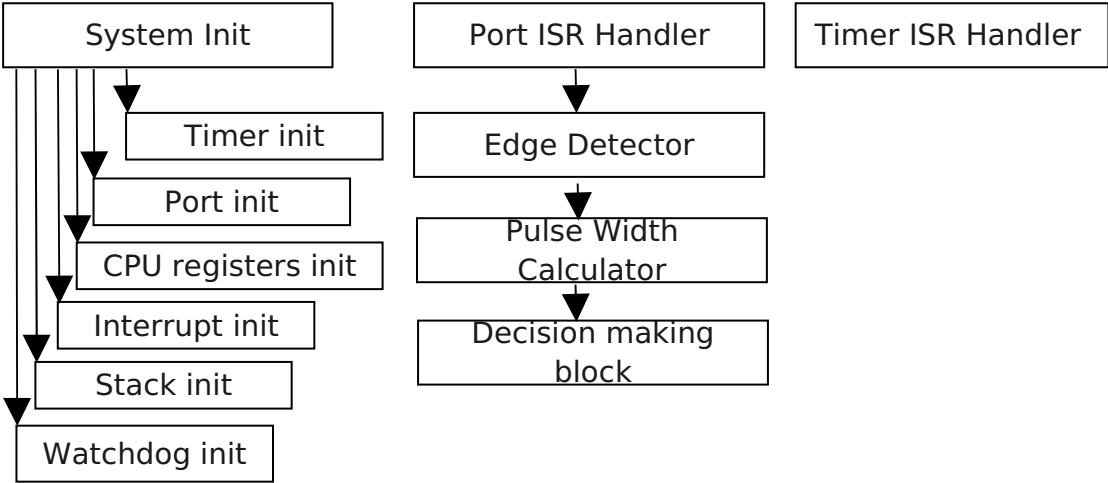 System Init
Timer init
Port init
CPU registers init
Interrupt init
Stack init
Watchdog init
Port ISR Handler
Edge Detector
Pulse Width
Calculator
Decision making
block
Timer ISR Handler